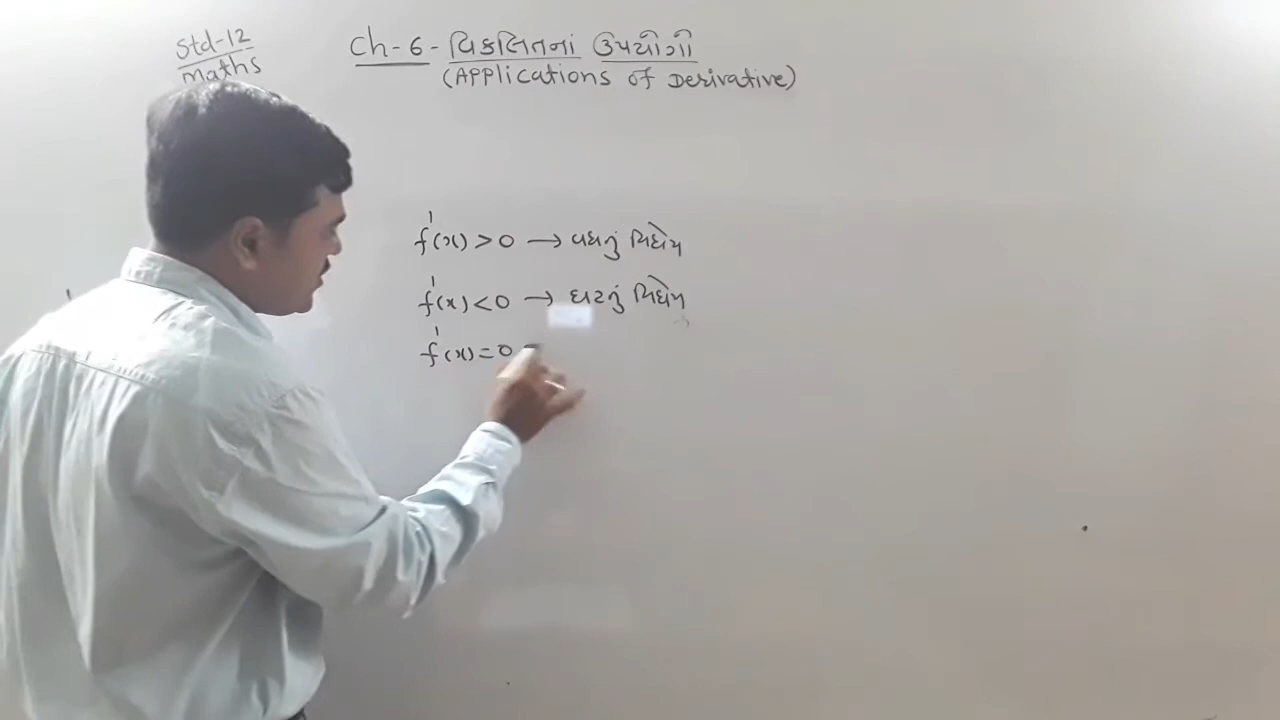 Std-12
Maths
Ch-6 - વિકલિતનાં ઉપયોગો
(Applications of Derivative)
f'(x) > 0 → વધતું વિધેય
f'(x) < 0 → ઘટતું વિધેય
f'(x) = 0